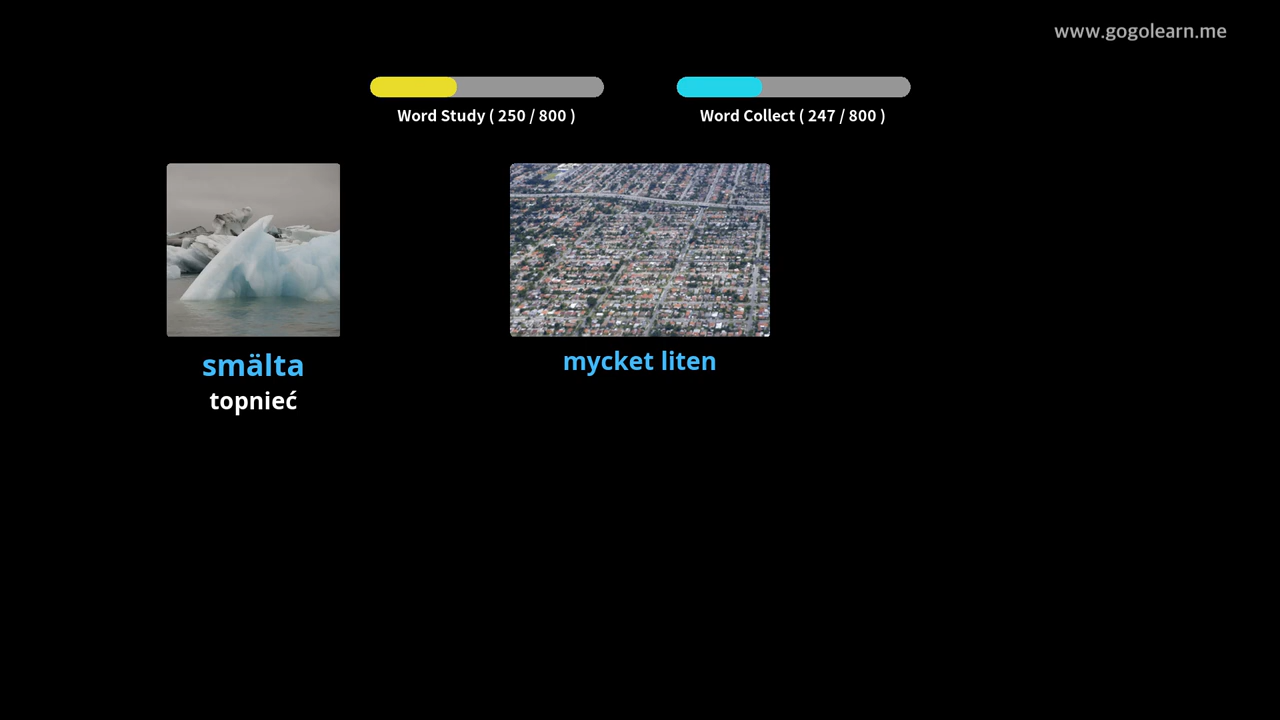 www.gogolearn.me
Word Study ( 250 / 800 )
Word Collect ( 247 / 800 )
smälta
topnieć
mycket liten